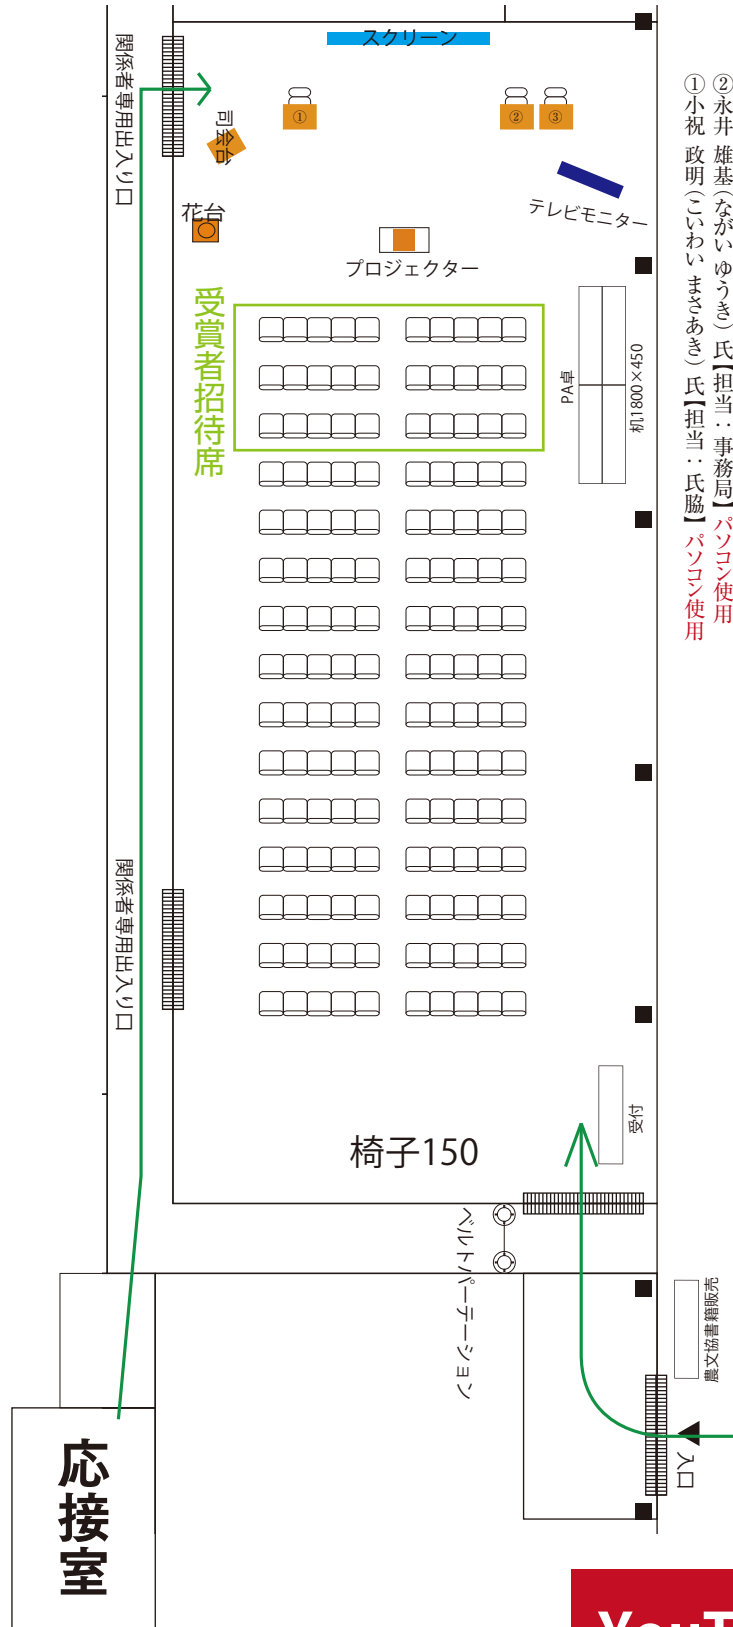 スクリーン
関係者専用出入り口
①
②
③
司会台
花台
テレビモニター
プロジェクター
受賞者招待席
PA卓
机1800×450
②永井 雄基(ながい ゆうき) 氏【担当：事務局】パソコン使用
①小祝 政明(こいわい まさあき) 氏【担当：氏脇】パソコン使用
関係者専用出入り口
受付
椅子150
ベルトパーテーション
農文協書籍販売
入口
応接室
YouT